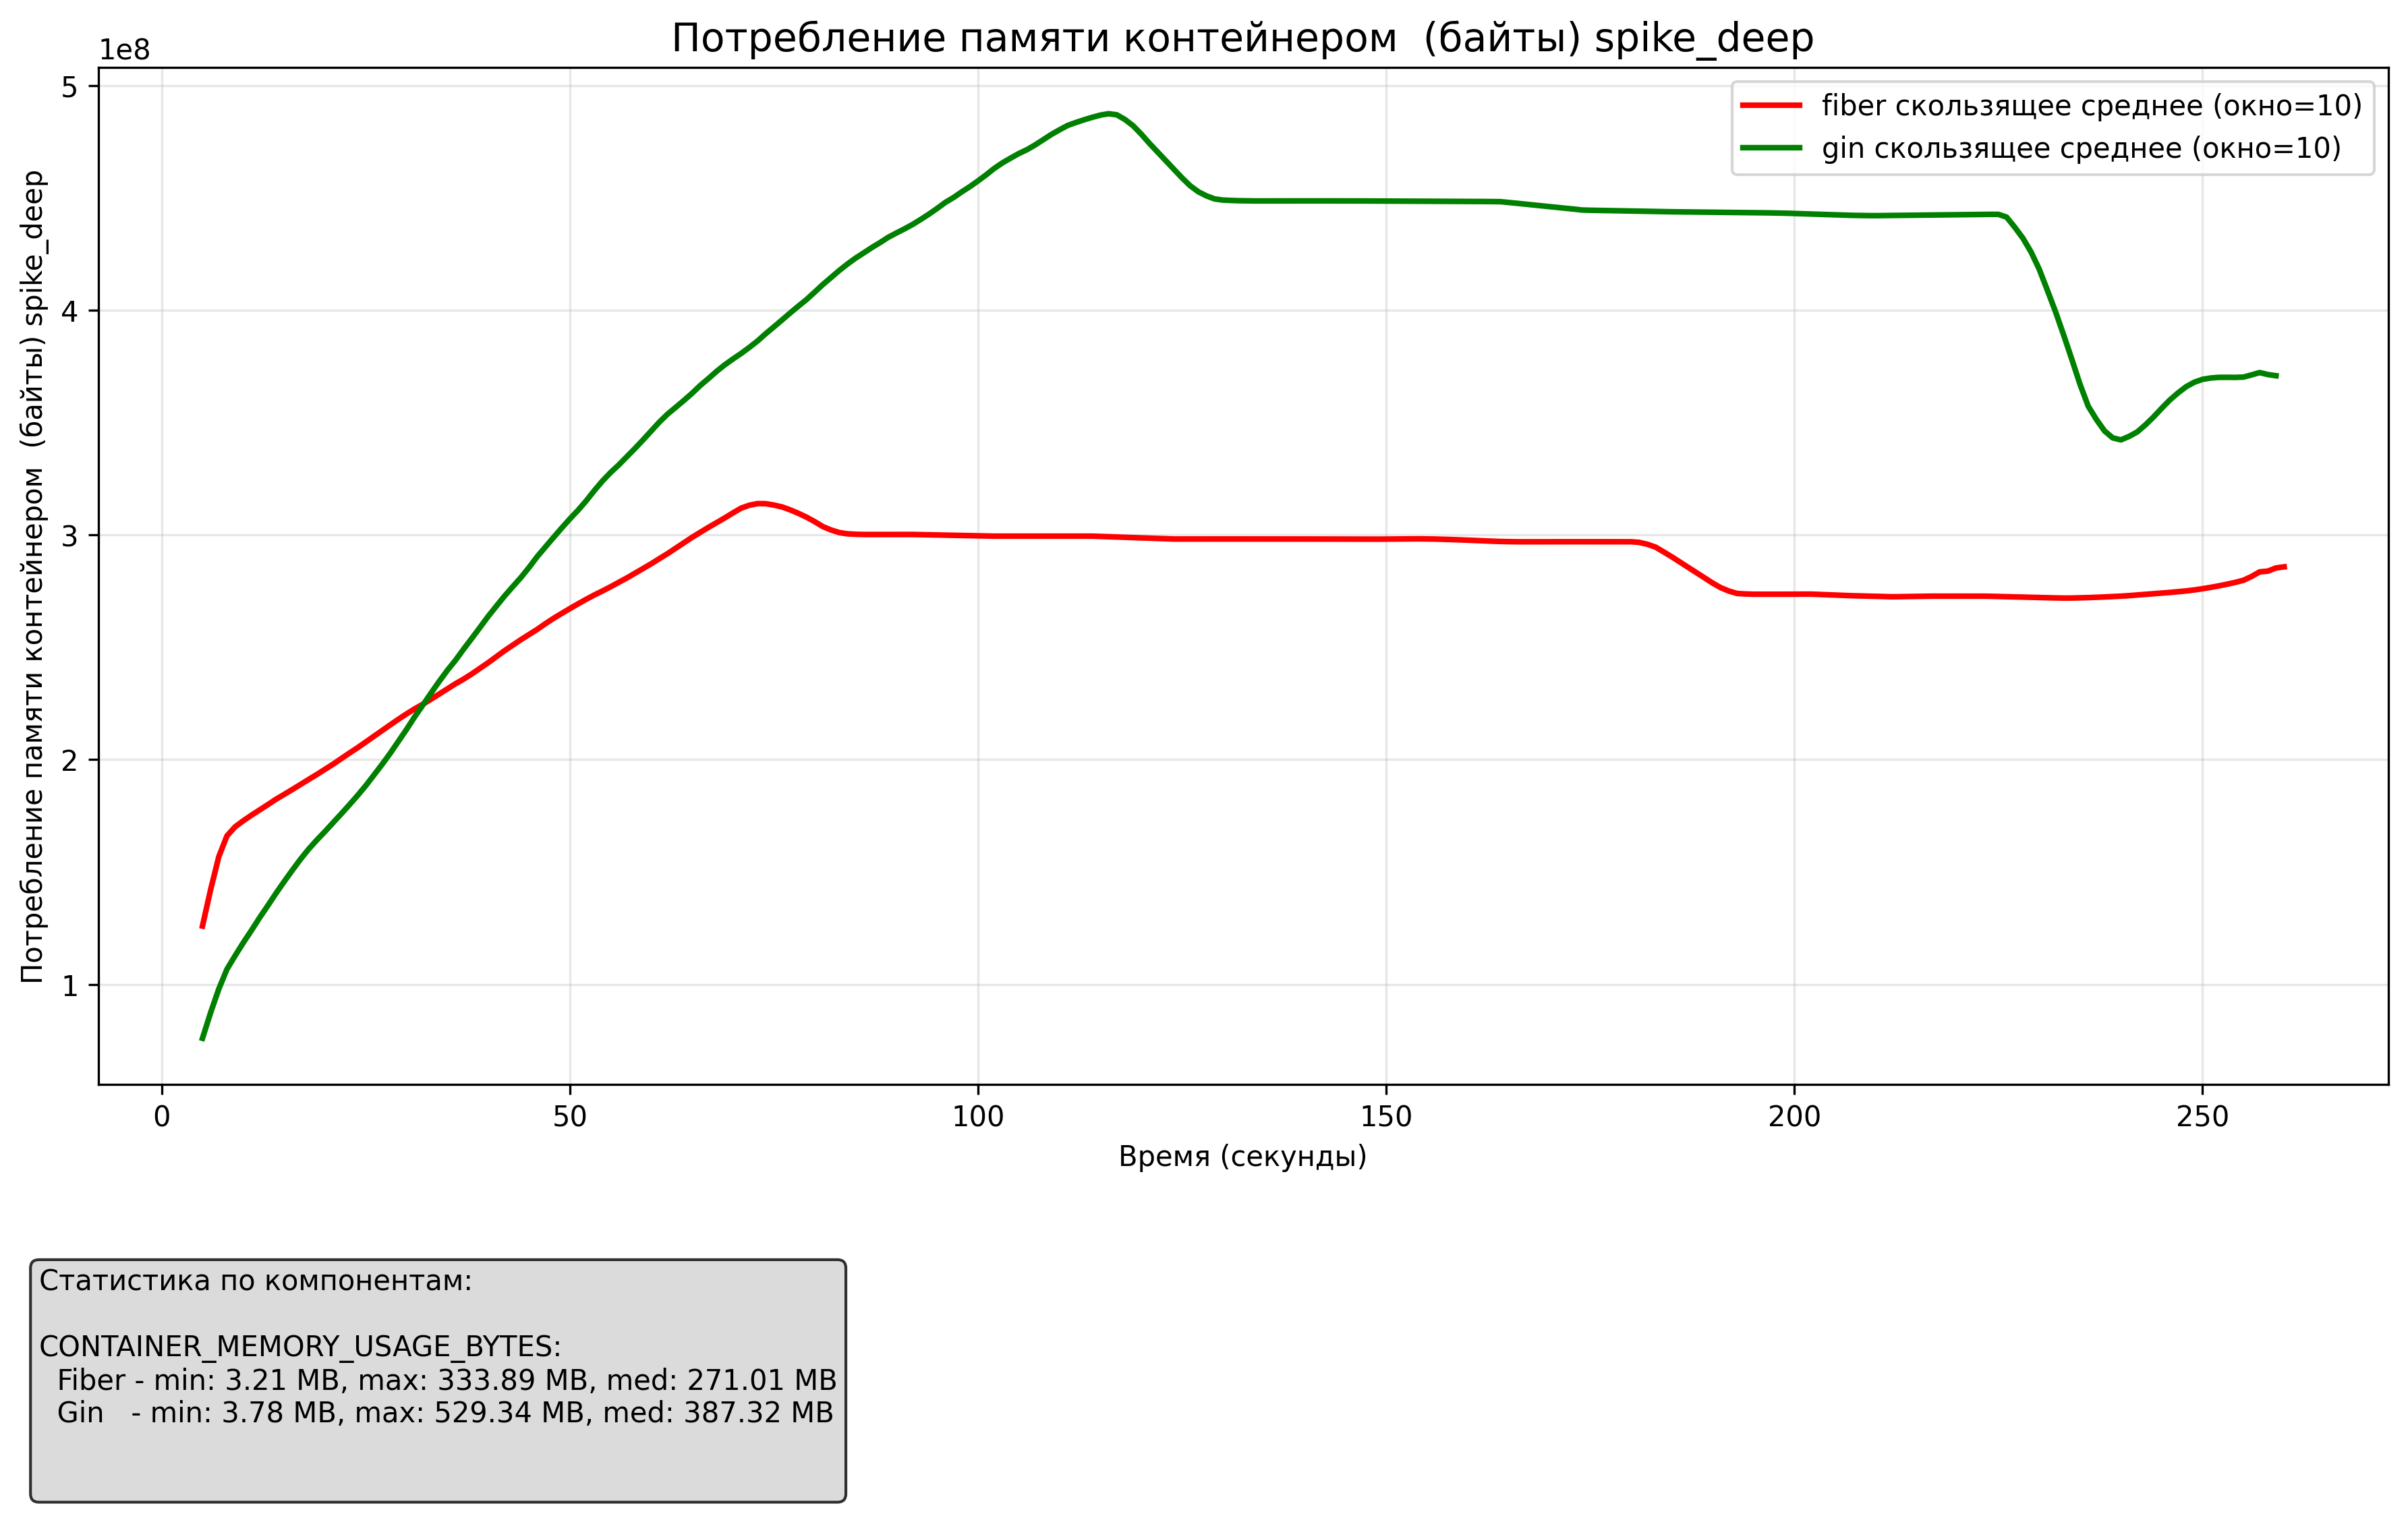 Потребление памяти контейнером  (байты) spike_deep
1e8
5
4
3
2
1
Потребление памяти контейнером  (байты) spike_deep
fiber скользящее среднее (окно=10)
gin скользящее среднее (окно=10)
0 50 100 150 200 250
Время (секунды)
Статистика по компонентам:
CONTAINER_MEMORY_USAGE_BYTES:
Fiber - min: 3.21 MB, max: 333.89 MB, med: 271.01 MB
Gin   - min: 3.78 MB, max: 529.34 MB, med: 387.32 MB